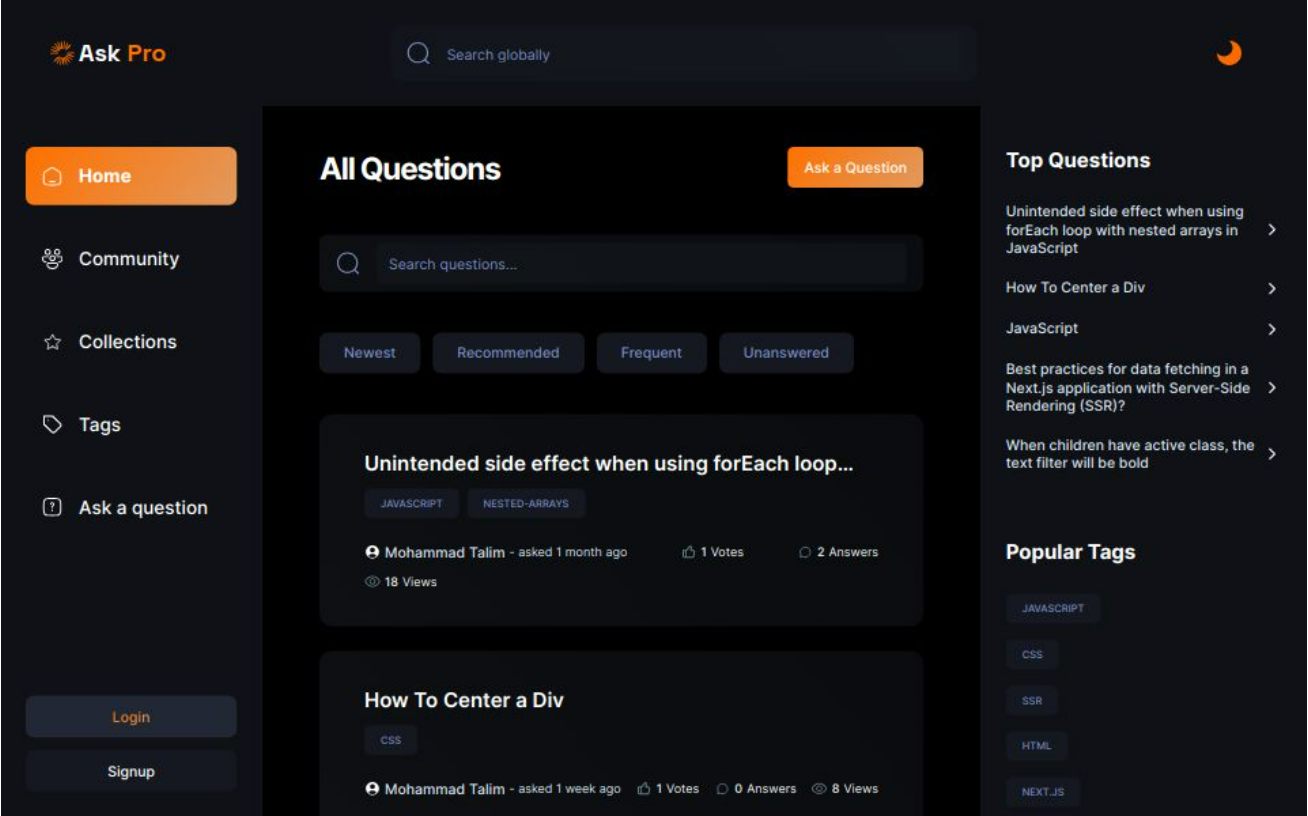 Ask Pro
Search globally
Home
Community
Collections
Tags
Ask a question
Login
Signup
All Questions
Ask a Question
Search questions...
Newest
Recommended
Frequent
Unanswered
Unintended side effect when using forEach loop...
JAVASCRIPT
NESTED-ARRAYS
Mohammad Talim - asked 1 month ago
1 Votes
2 Answers
18 Views
How To Center a Div
CSS
Mohammad Talim - asked 1 week ago
1 Votes
0 Answers
8 Views
Top Questions
Unintended side effect when using
forEach loop with nested arrays in
JavaScript
How To Center a Div
JavaScript
Best practices for data fetching in a
Next.js application with Server-Side
Rendering (SSR)?
When children have active class, the
text filter will be bold
Popular Tags
JAVASCRIPT
CSS
SSR
HTML
NEXT.JS